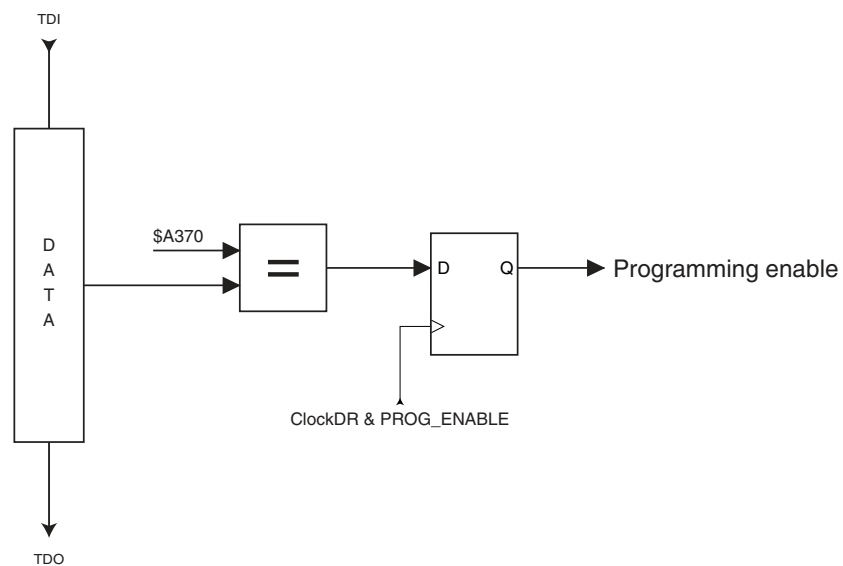 TDI
D
A
T
A
$A370
=
D
Q
Programming enable
ClockDR & PROG_ENABLE
TDO